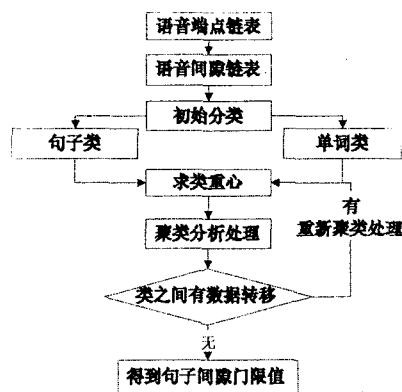 语音端点链表
语音间隙链表
初始分类
句子类
单词类
求类重心
有
重新聚类处理
聚类分析处理
类之间有数据转移
无
得到句子间隙门限值